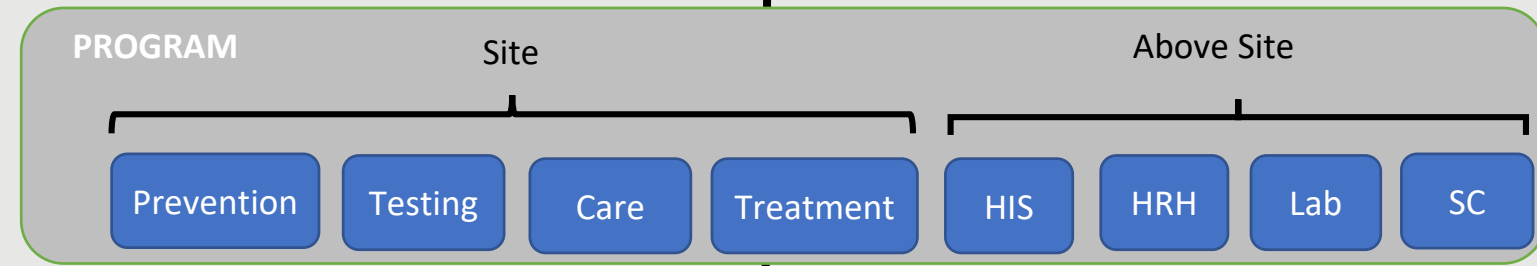 PROGRAM
Site
Above Site
Prevention
Testing
Care
Treatment
HIS
HRH
Lab
SC